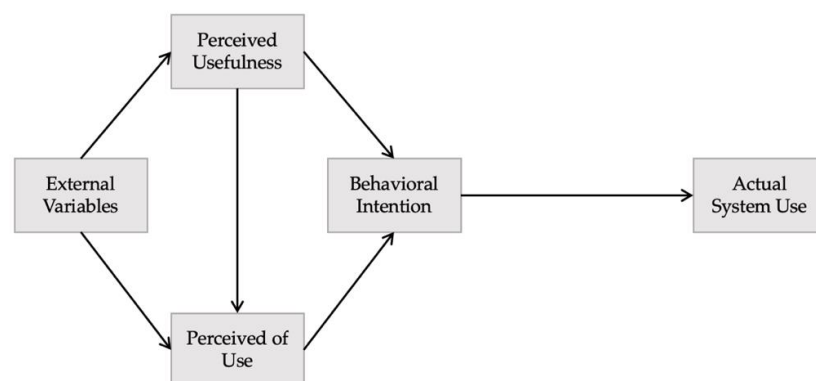 Perceived
Usefulness
External
Variables
Behavioral
Intention
Actual
System Use
Perceived of
Use